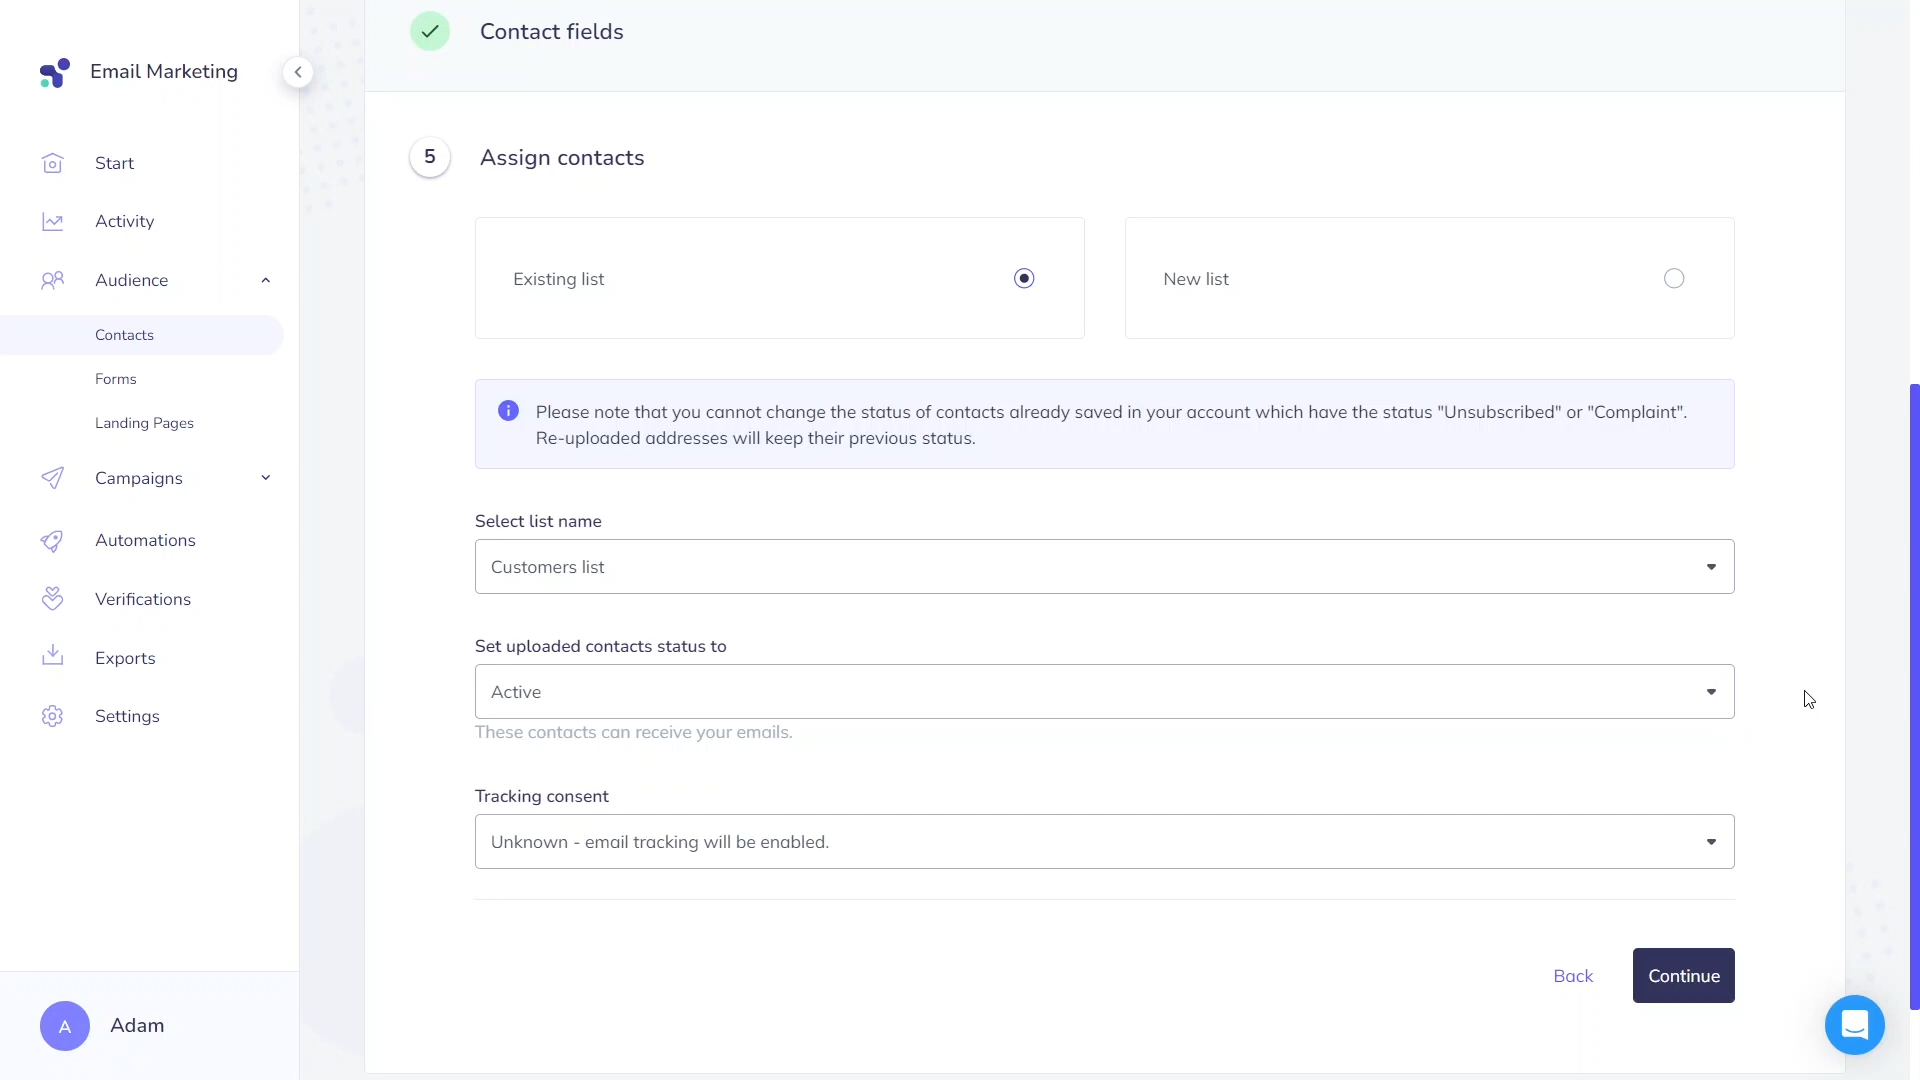 Email Marketing
Start
Activity
Audience
Contacts
Forms
Landing Pages
Campaigns
Automations
Verifications
Exports
Settings
A
Adam
Contact fields
5
Assign contacts
Existing list
New list
Please note that you cannot change the status of contacts already saved in your account which have the status "Unsubscribed" or "Complaint".
Re-uploaded addresses will keep their previous status.
Select list name
Customers list
Set uploaded contacts status to
Active
These contacts can receive your emails.
Tracking consent
Unknown - email tracking will be enabled.
Back
Continue